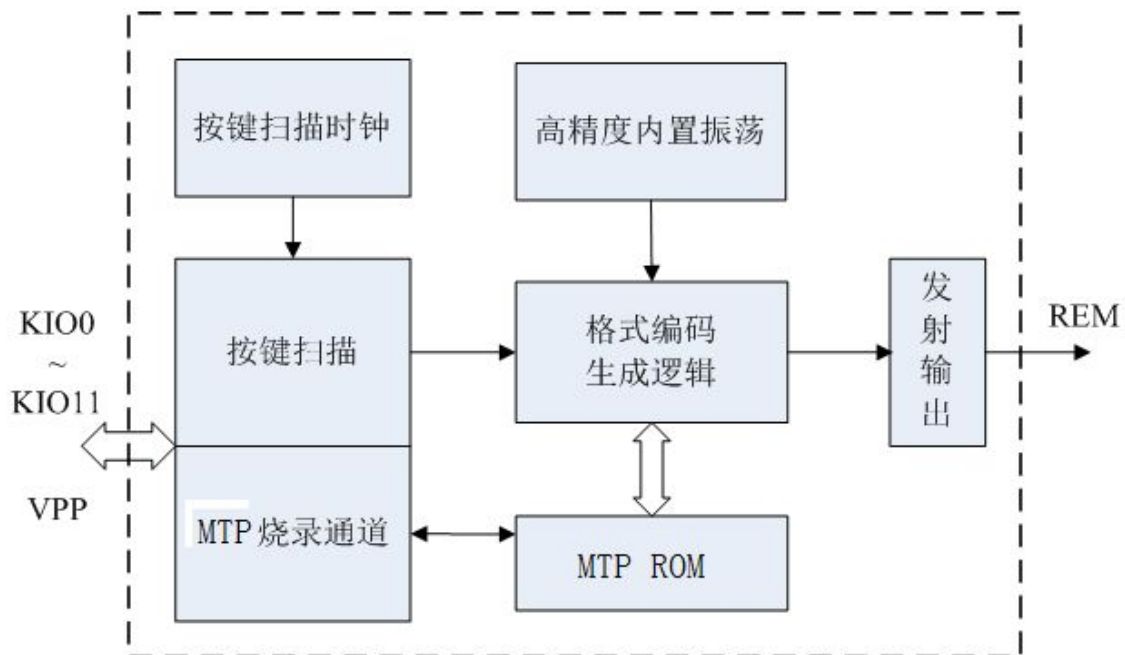 按键扫描时钟
高精度内置振荡
KIO0
~
KIO11
VPP
按键扫描
MTP烧录通道
格式编码
生成逻辑
MTP ROM
发
射
输
出
REM